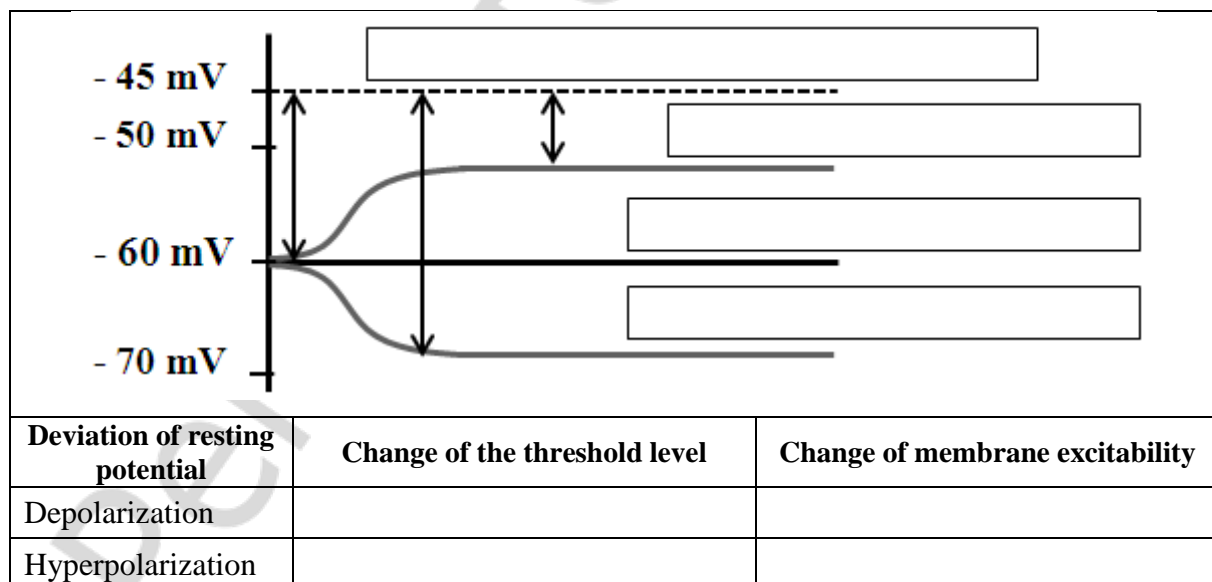 - 45 mV
- 50 mV
- 60 mV
- 70 mV
Deviation of resting potential
Change of the threshold level
Change of membrane excitability
Depolarization
Hyperpolarization